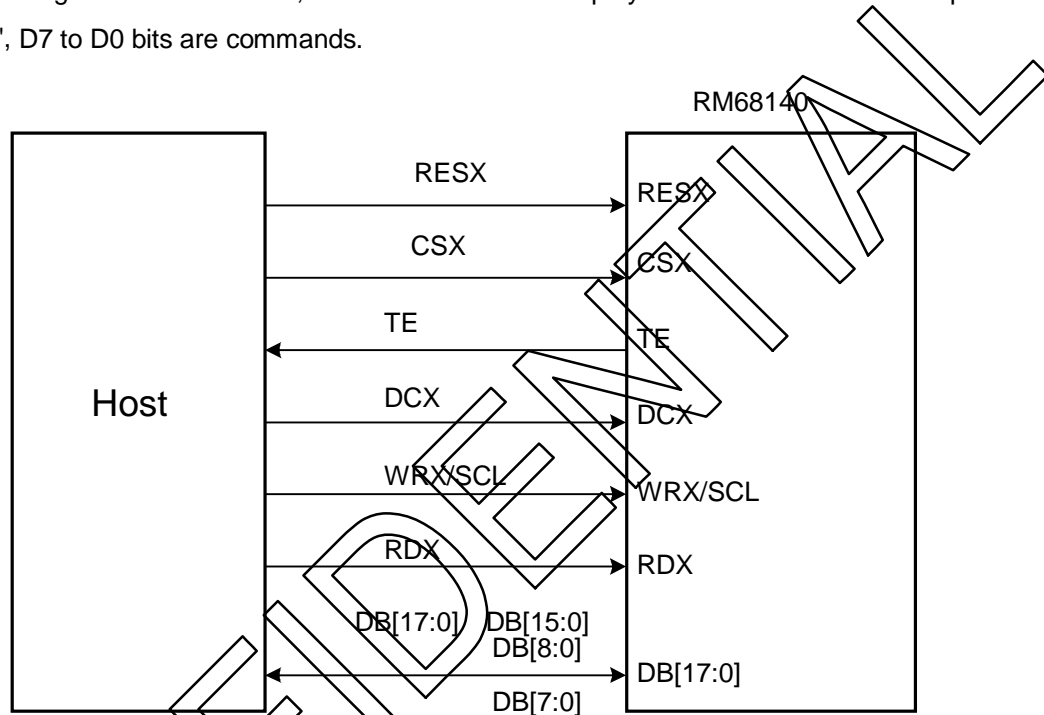 ', D7 to D0 bits are commands.
RM68140
RESX
RESX
CSX
CSX
TE
TE
Host
DCX
DCX
WRX/SCL
WRX/SCL
RDX
RDX
DB[17:0] DB[15:0]
DB[8:0]
DB[17:0]
DB[7:0]
IDENTIAL